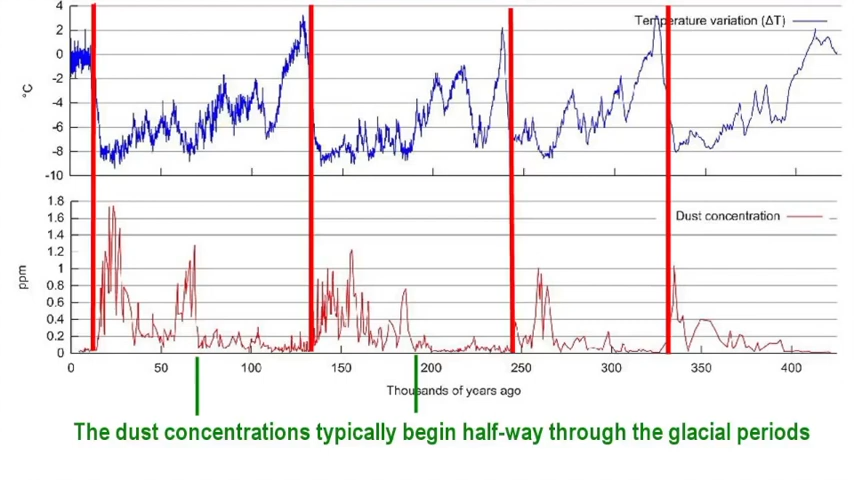 4
2
0
-2
-4
-6
-8
-10
°C
Temperature variation (ΔT)
1.8
1.6
1.4
1.2
1
0.8
0.6
0.4
0.2
0
ppm
Dust concentration
0 50 100 150 200 250 300 350 400
Thousands of years ago
The dust concentrations typically begin half-way through the glacial periods